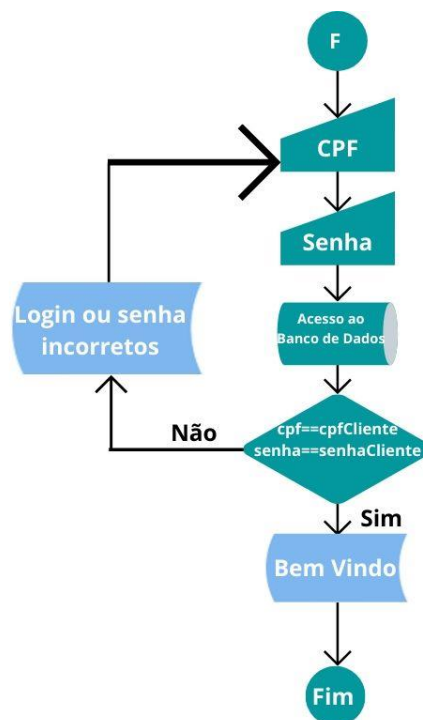 F
CPF
Senha
Acesso ao
Banco de Dados
cpf==cpfCliente
senha==senhaCliente
Não
Login ou senha
incorretos
Sim
Bem Vindo
Fim